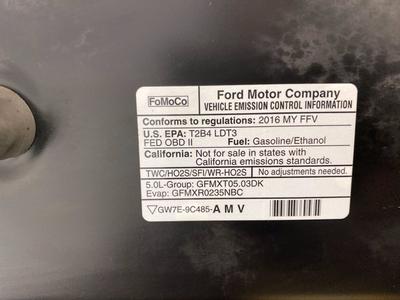 FoMoCo
Ford Motor Company
VEHICLE EMISSION CONTROL INFORMATION
Conforms to regulations: 2016 MY FFV
U.S. EPA: T2B4 LDT3
FED OBD II Fuel: Gasoline/Ethanol
California: Not for sale in states with
California emissions standards.
TWC/HO2S/SFI/WR-HO2S No adjustments needed.
5.0L-Group: GFMXT05.03DK
Evap: GFMXR0235NBC
GW7E-9C485-A M V